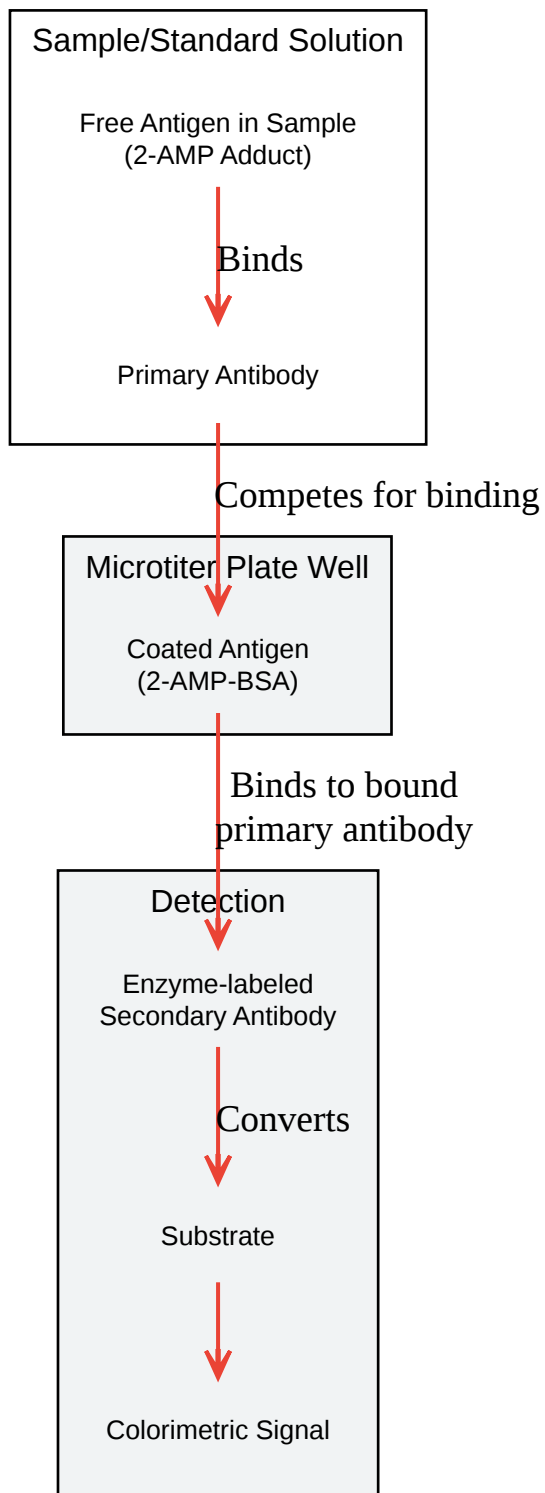 Sample/Standard Solution
Free Antigen in Sample
(2-AMP Adduct)
Binds
Primary Antibody
Competes for binding
Microtiter Plate Well
Coated Antigen
(2-AMP-BSA)
Binds to bound
primary antibody
Detection
Enzyme-labeled
Secondary Antibody
Converts
Substrate
Colorimetric Signal